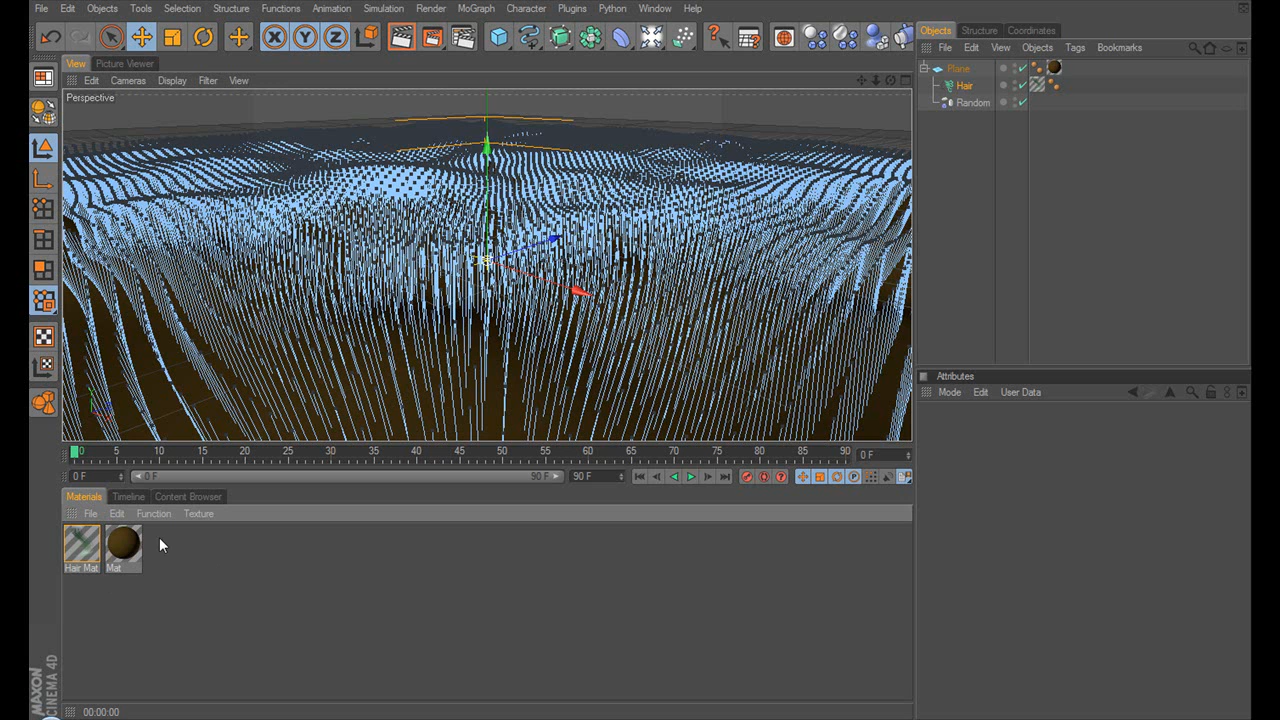 File Edit Objects Tools Selection Structure Functions Animation Simulation Render MoGraph Character Plugins Python Window Help
X Y Z
Objects Structure Coordinates
File Edit View Objects Tags Bookmarks
View Picture Viewer
Edit Cameras Display Filter View
Perspective
Plane
Hair
Random
Attributes
Mode Edit User Data
0 5 10 15 20 25 30 35 40 45 50 55 60 65 70 75 80 85 90 0 F
0 F 0 F 90 F 90 F
Materials Timeline Content Browser
File Edit Function Texture
Hair Mat Mat
MAXON
CINEMA 4D
00:00:00